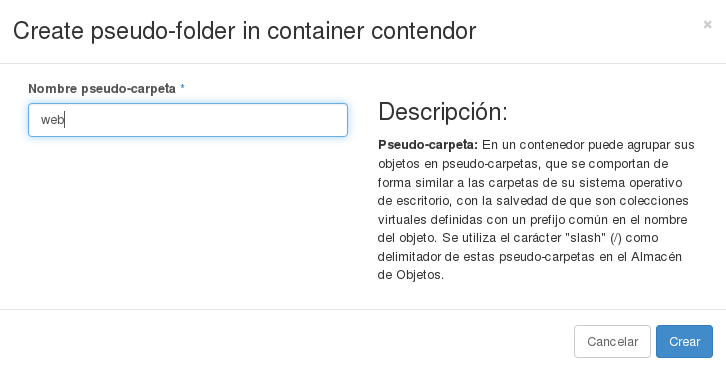 Create pseudo-folder in container contendor
×
Nombre pseudo-carpeta *
web
Descripción:
Pseudo-carpeta: En un contenedor puede agrupar sus
objetos en pseudo-carpetas, que se comportan de
forma similar a las carpetas de su sistema operativo
de escritorio, con la salvedad de que son colecciones
virtuales definidas con un prefijo común en el nombre
del objeto. Se utiliza el carácter "slash" (/) como
delimitador de estas pseudo-carpetas en el Almacén
de Objetos.
Cancelar
Crear